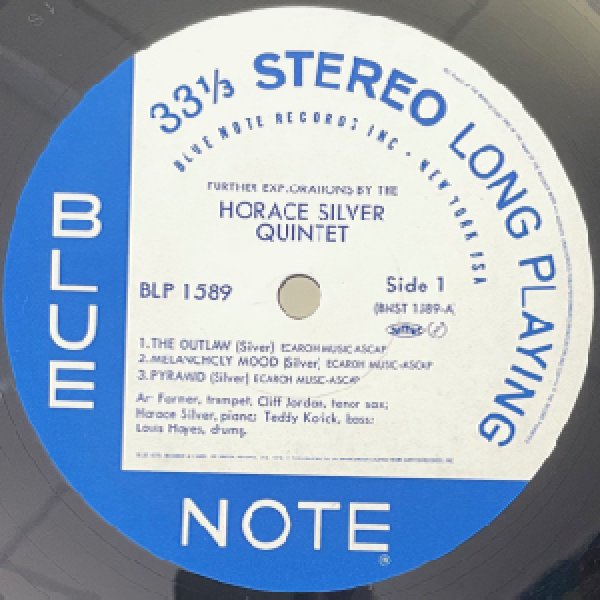 33⅓ STEREO LONG PLAYING
BLUE NOTE RECORDS INC • NEW YORK USA
FURTHER EXPLORATIONS BY THE
HORACE SILVER
QUINTET
BLP 1589
Side 1
(BNST 1589-A)
1. THE OUTLAW (Silver) ECAROH MUSIC-ASCAP
2. MELANCHOLY MOOD (Silver) ECAROH MUSIC-ASCAP
3. PYRAMID (Silver) ECAROH MUSIC-ASCAP
Art Farmer, trumpet; Cliff Jordan, tenor sax;
Horace Silver, piano; Teddy Kotick, bass;
Louis Hayes, drums.
BLUE
NOTE